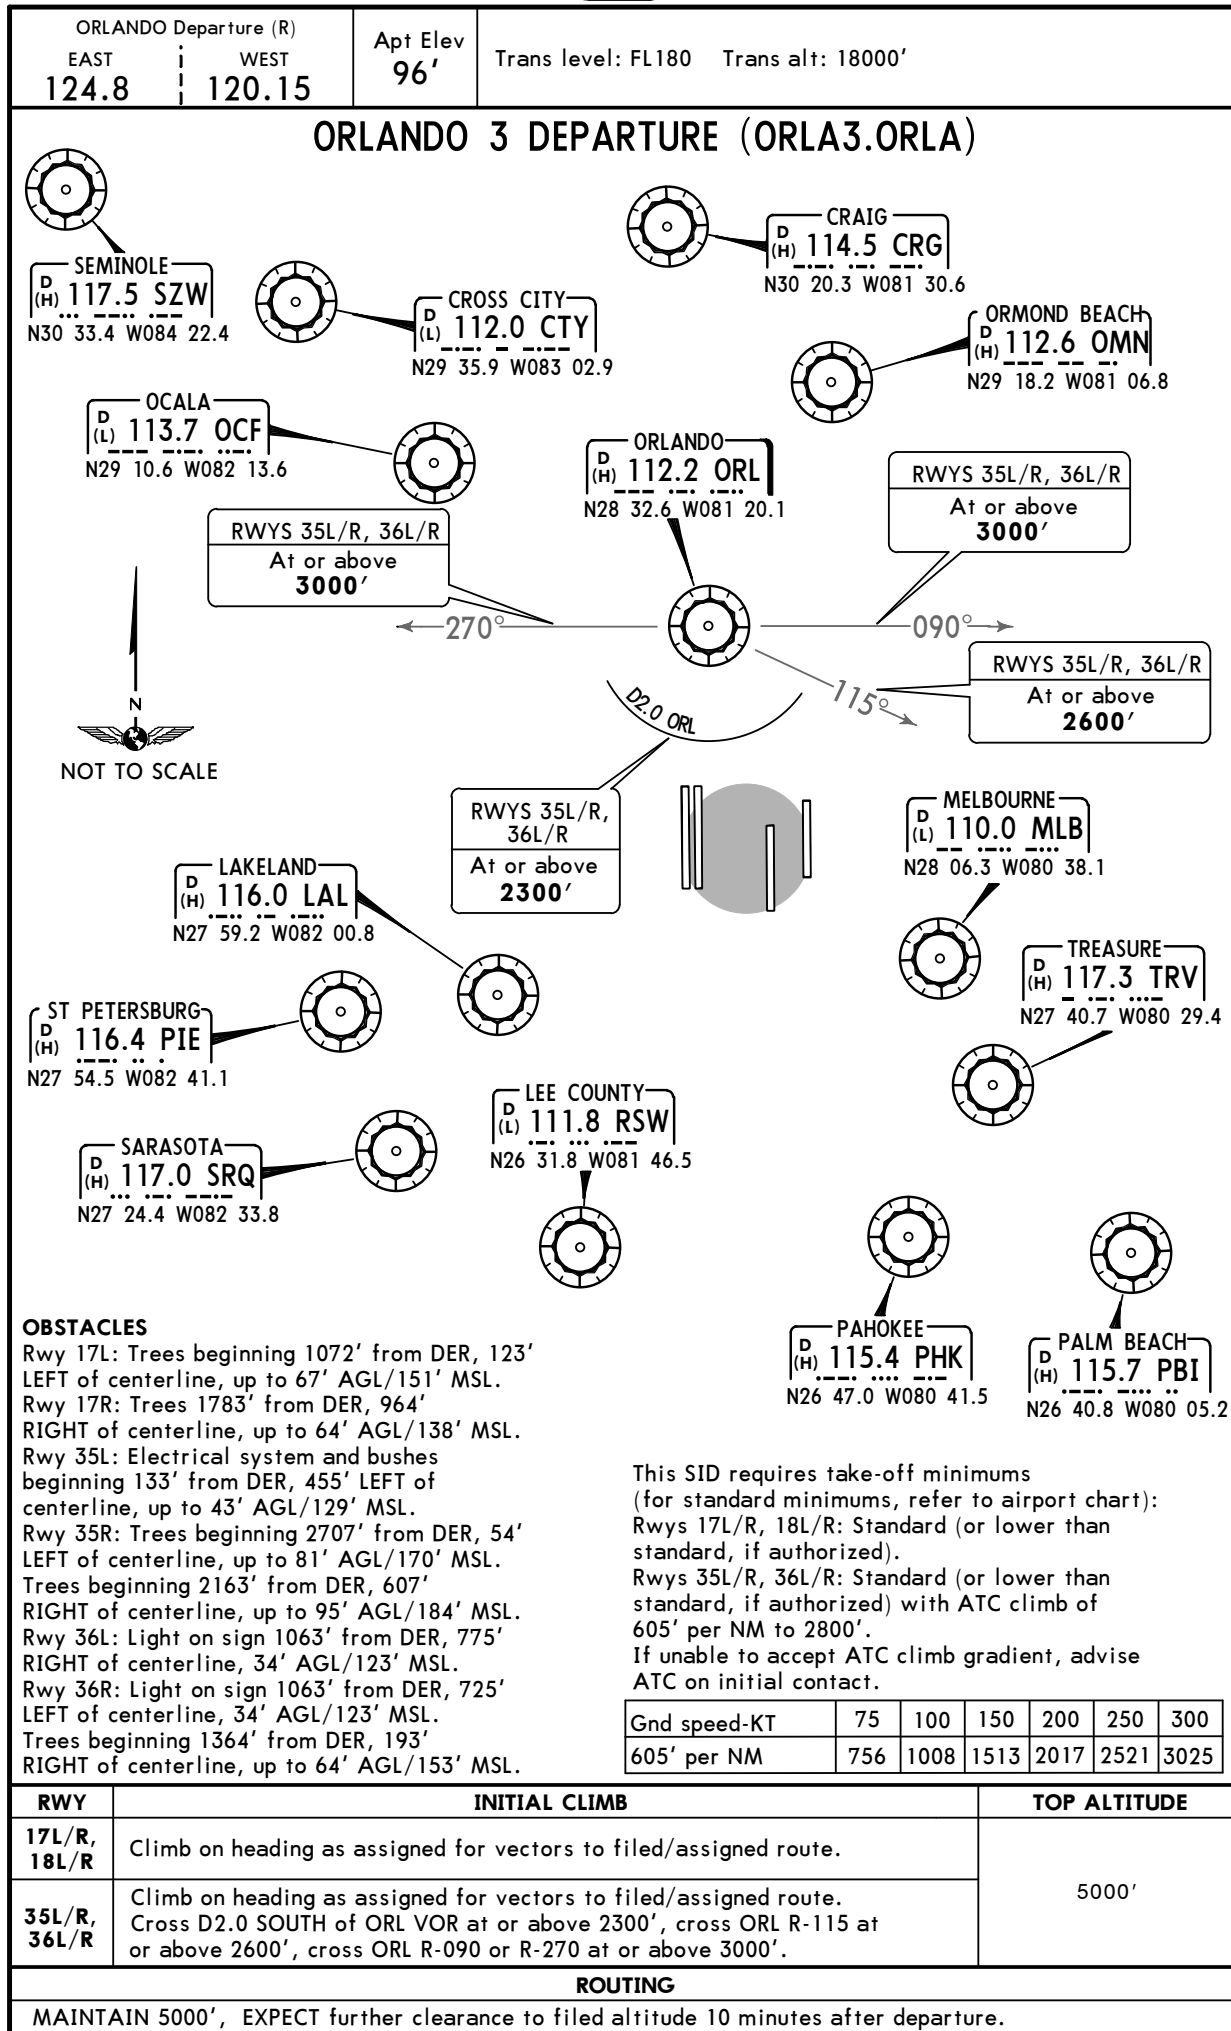 ORLANDO Departure (R)
EAST
124.8
WEST
120.15
Apt Elev
96'
Trans level: FL180 Trans alt: 18000'
ORLANDO 3 DEPARTURE (ORLA3.ORLA)
SEMINOLE
D
(H) 117.5 SZW
N30 33.4 W084 22.4
CROSS CITY
D
(L) 112.0 CTY
N29 35.9 W083 02.9
CRAIG
D
(H) 114.5 CRG
N30 20.3 W081 30.6
ORMOND BEACH
D
(H) 112.6 OMN
N29 18.2 W081 06.8
OCALA
D
(L) 113.7 OCF
N29 10.6 W082 13.6
ORLANDO
D
(H) 112.2 ORL
N28 32.6 W081 20.1
RWYS 35L/R, 36L/R
At or above
3000'
RWYS 35L/R, 36L/R
At or above
3000'
270°
090°
115°
RWYS 35L/R, 36L/R
At or above
2600'
D2.0 ORL
N
NOT TO SCALE
RWYS 35L/R,
36L/R
At or above
2300'
MELBOURNE
D
(L) 110.0 MLB
N28 06.3 W080 38.1
LAKELAND
D
(H) 116.0 LAL
N27 59.2 W082 00.8
TREASURE
D
(H) 117.3 TRV
N27 40.7 W080 29.4
ST PETERSBURG
D
(H) 116.4 PIE
N27 54.5 W082 41.1
LEE COUNTY
D
(L) 111.8 RSW
N26 31.8 W081 46.5
SARASOTA
D
(H) 117.0 SRQ
N27 24.4 W082 33.8
PAHOKEE
D
(H) 115.4 PHK
N26 47.0 W080 41.5
PALM BEACH
D
(H) 115.7 PBI
N26 40.8 W080 05.2
OBSTACLES
Rwy 17L: Trees beginning 1072' from DER, 123'
LEFT of centerline, up to 67' AGL/151' MSL.
Rwy 17R: Trees 1783' from DER, 964'
RIGHT of centerline, up to 64' AGL/138' MSL.
Rwy 35L: Electrical system and bushes
beginning 133' from DER, 455' LEFT of
centerline, up to 43' AGL/129' MSL.
Rwy 35R: Trees beginning 2707' from DER, 54'
LEFT of centerline, up to 81' AGL/170' MSL.
Trees beginning 2163' from DER, 607'
RIGHT of centerline, up to 95' AGL/184' MSL.
Rwy 36L: Light on sign 1063' from DER, 775'
RIGHT of centerline, 34' AGL/123' MSL.
Rwy 36R: Light on sign 1063' from DER, 725'
LEFT of centerline, 34' AGL/123' MSL.
Trees beginning 1364' from DER, 193'
RIGHT of centerline, up to 64' AGL/153' MSL.
This SID requires take-off minimums
(for standard minimums, refer to airport chart):
Rwys 17L/R, 18L/R: Standard (or lower than
standard, if authorized).
Rwys 35L/R, 36L/R: Standard (or lower than
standard, if authorized) with ATC climb of
605' per NM to 2800'.
If unable to accept ATC climb gradient, advise
ATC on initial contact.
Gnd speed-KT 75 100 150 200 250 300
605' per NM 756 1008 1513 2017 2521 3025
RWY INITIAL CLIMB TOP ALTITUDE
17L/R,
18L/R
Climb on heading as assigned for vectors to filed/assigned route.
5000'
35L/R,
36L/R
Climb on heading as assigned for vectors to filed/assigned route.
Cross D2.0 SOUTH of ORL VOR at or above 2300', cross ORL R-115 at
or above 2600', cross ORL R-090 or R-270 at or above 3000'.
ROUTING
MAINTAIN 5000', EXPECT further clearance to filed altitude 10 minutes after departure.